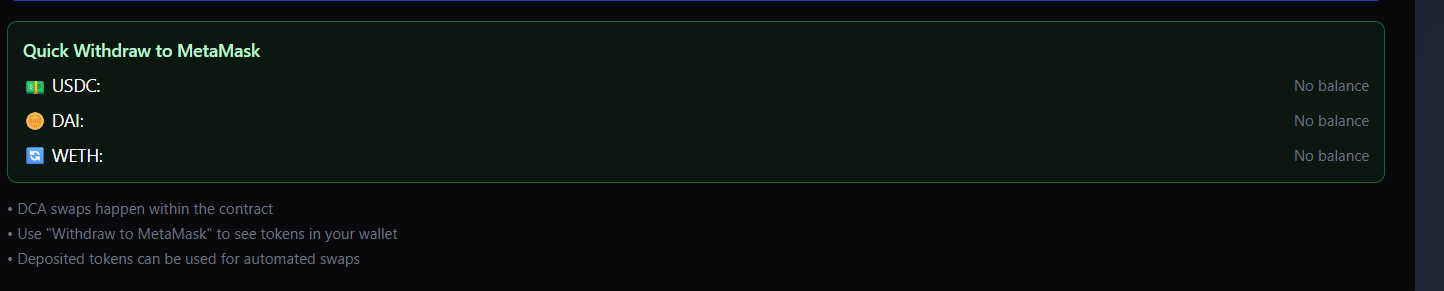 Quick Withdraw to MetaMask
USDC: No balance
DAI: No balance
WETH: No balance
• DCA swaps happen within the contract
• Use "Withdraw to MetaMask" to see tokens in your wallet
• Deposited tokens can be used for automated swaps